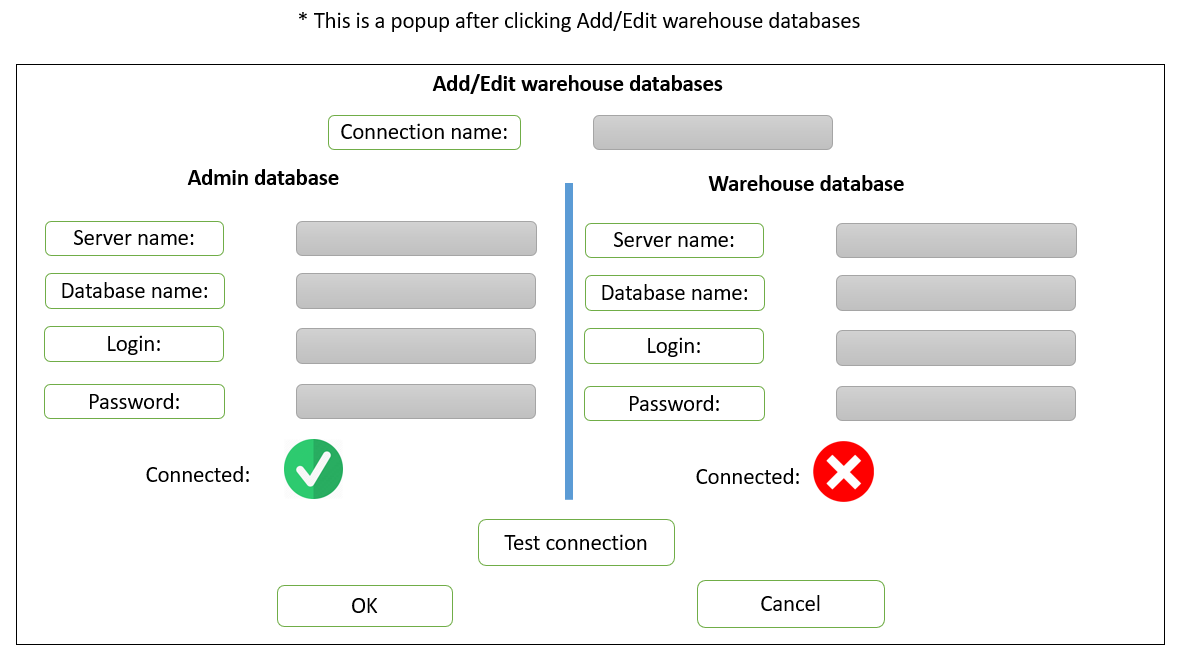 * This is a popup after clicking Add/Edit warehouse databases
Add/Edit warehouse databases
Connection name:
Admin database
Server name:
Database name:
Login:
Password:
Connected:
Warehouse database
Server name:
Database name:
Login:
Password:
Connected:
Test connection
OK
Cancel